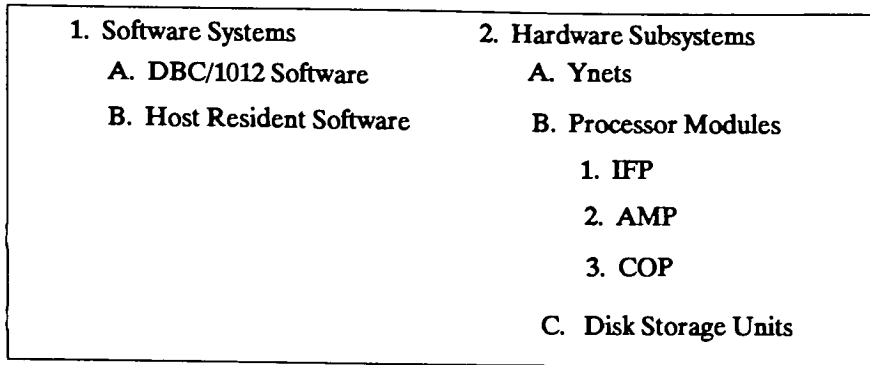 1. Software Systems
A. DBC/1012 Software
B. Host Resident Software
2. Hardware Subsystems
A. Ynets
B. Processor Modules
1. IFP
2. AMP
3. COP
C. Disk Storage Units